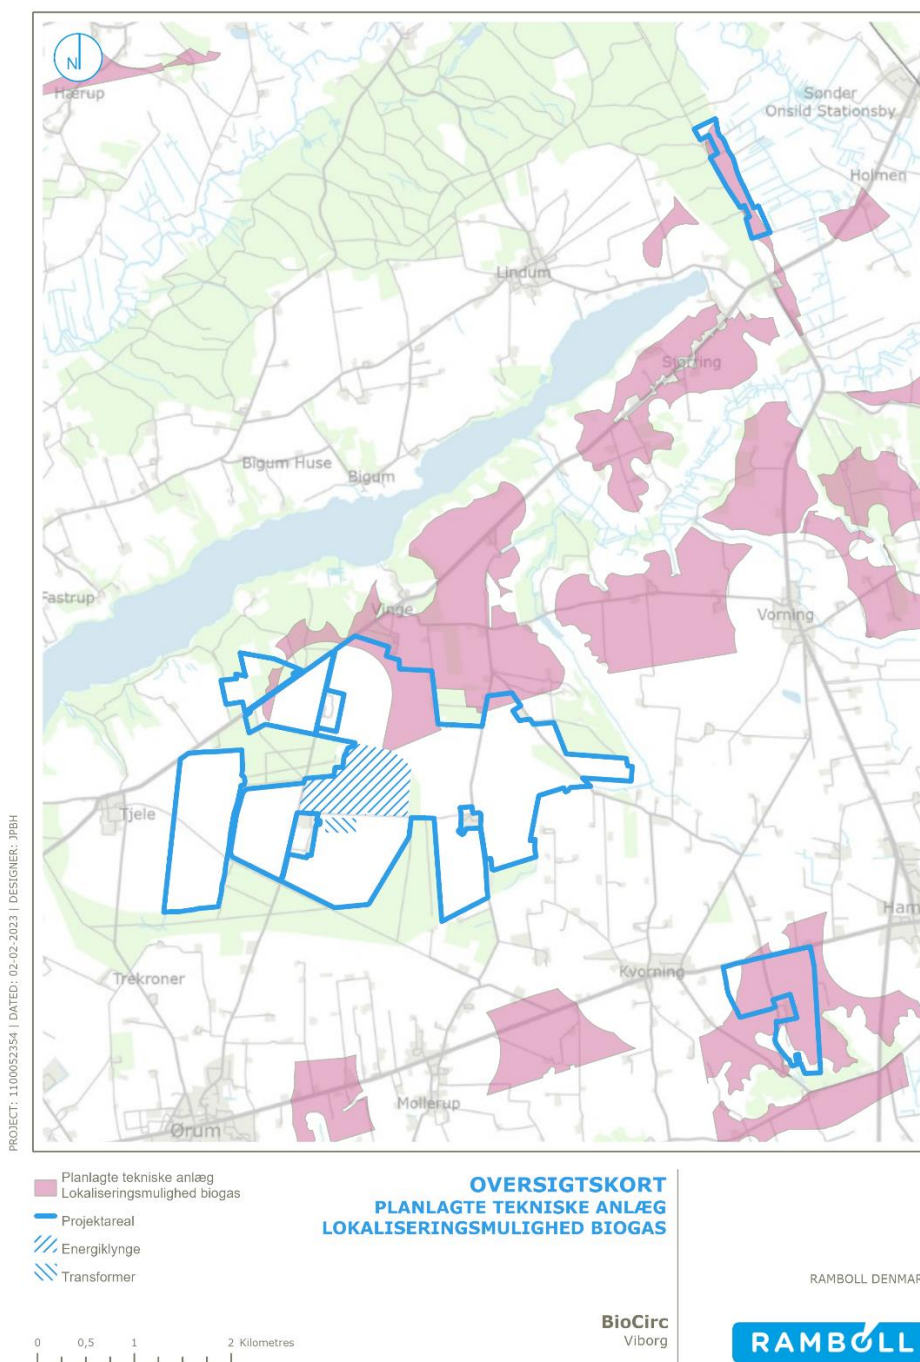 N
Hærup
Sønder
Onsild Stationsby
Holmen
Lindum
Sjørring
Bigum Huse
Bigum
Fastrup
Vinge
Vorning
Tjele
Ham
Trekroner
Kvorning
Mollerup
Ørum
PROJECT: 1100052354 | DATED: 02-02-2023 | DESIGNER: JPBH
Planlagte tekniske anlæg
Lokaliseringsmulighed biogas
Projektareal
Energiklynge
Transformer
OVERSIGTSKORT
PLANLAGTE TEKNISKE ANLÆG
LOKALISERINGSMULIGHED BIOGAS
RAMBOLL DENMAR
BioCirc
Viborg
0 0,5 1 2 Kilometres
RAMBOLL